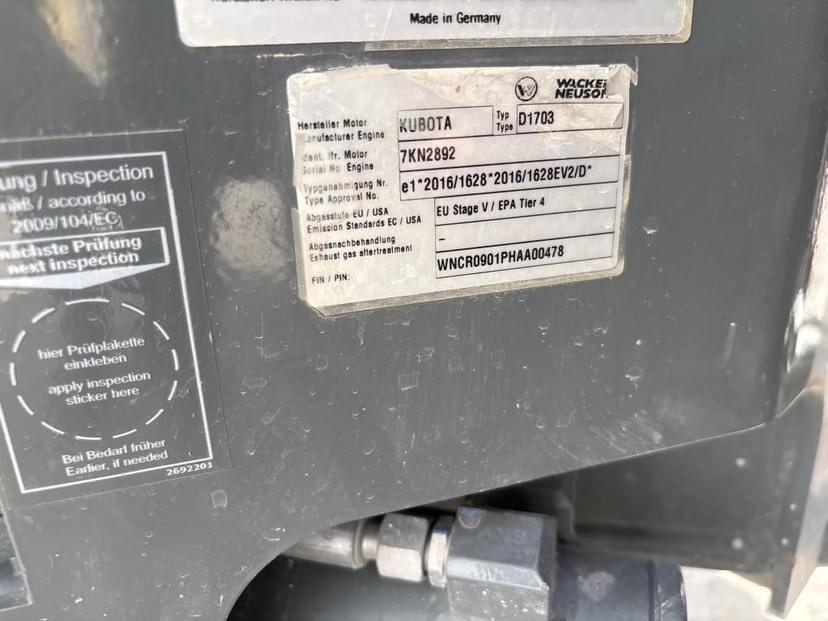 Made in Germany
WACKER
NEUSON
Hersteller Motor
Manufacturer Engine
KUBOTA
Typ
Type
D1703
Ident. Nr. Motor
Serial No. Engine
7KN2892
Typgenehmigung Nr.
Type Approval No.
e1*2016/1628*2016/1628EV2/D*
Abgasstufe EU / USA
Emission Standards EC / USA
EU Stage V / EPA Tier 4
Abgasnachbehandlung
Exhaust gas aftertreatment
–
FIN / PIN:
WNCR0901PHAA00478
ung / Inspection
/ according to
2009/104/EC
nächste Prüfung
next inspection
hier Prüfplakette
einkleben
apply inspection
sticker here
Bei Bedarf früher
Earlier, if needed
2692201